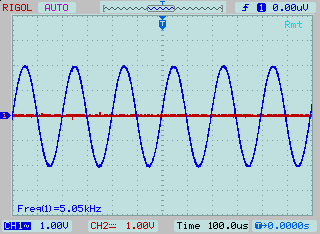 RIGOL AUTO T f 1 0.00uV
Rmt
T
1
Freq(1)=5.05kHz
CH1~ 1.00V CH2 1.00V Time 100.0us T→0.0000s